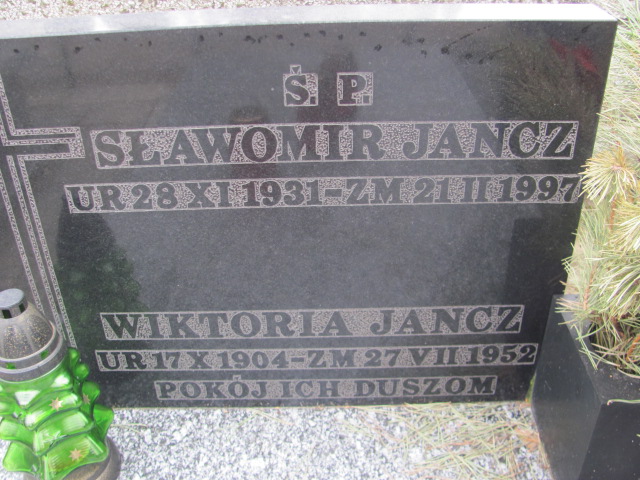 Ś. P.
SŁAWOMIR JANCZ
UR 28 XI 1931-ZM 21 II 1997
WIKTORIA JANCZ
UR 17 X 1904-ZM 27 VII 1952
POKÓJ ICH DUSZOM